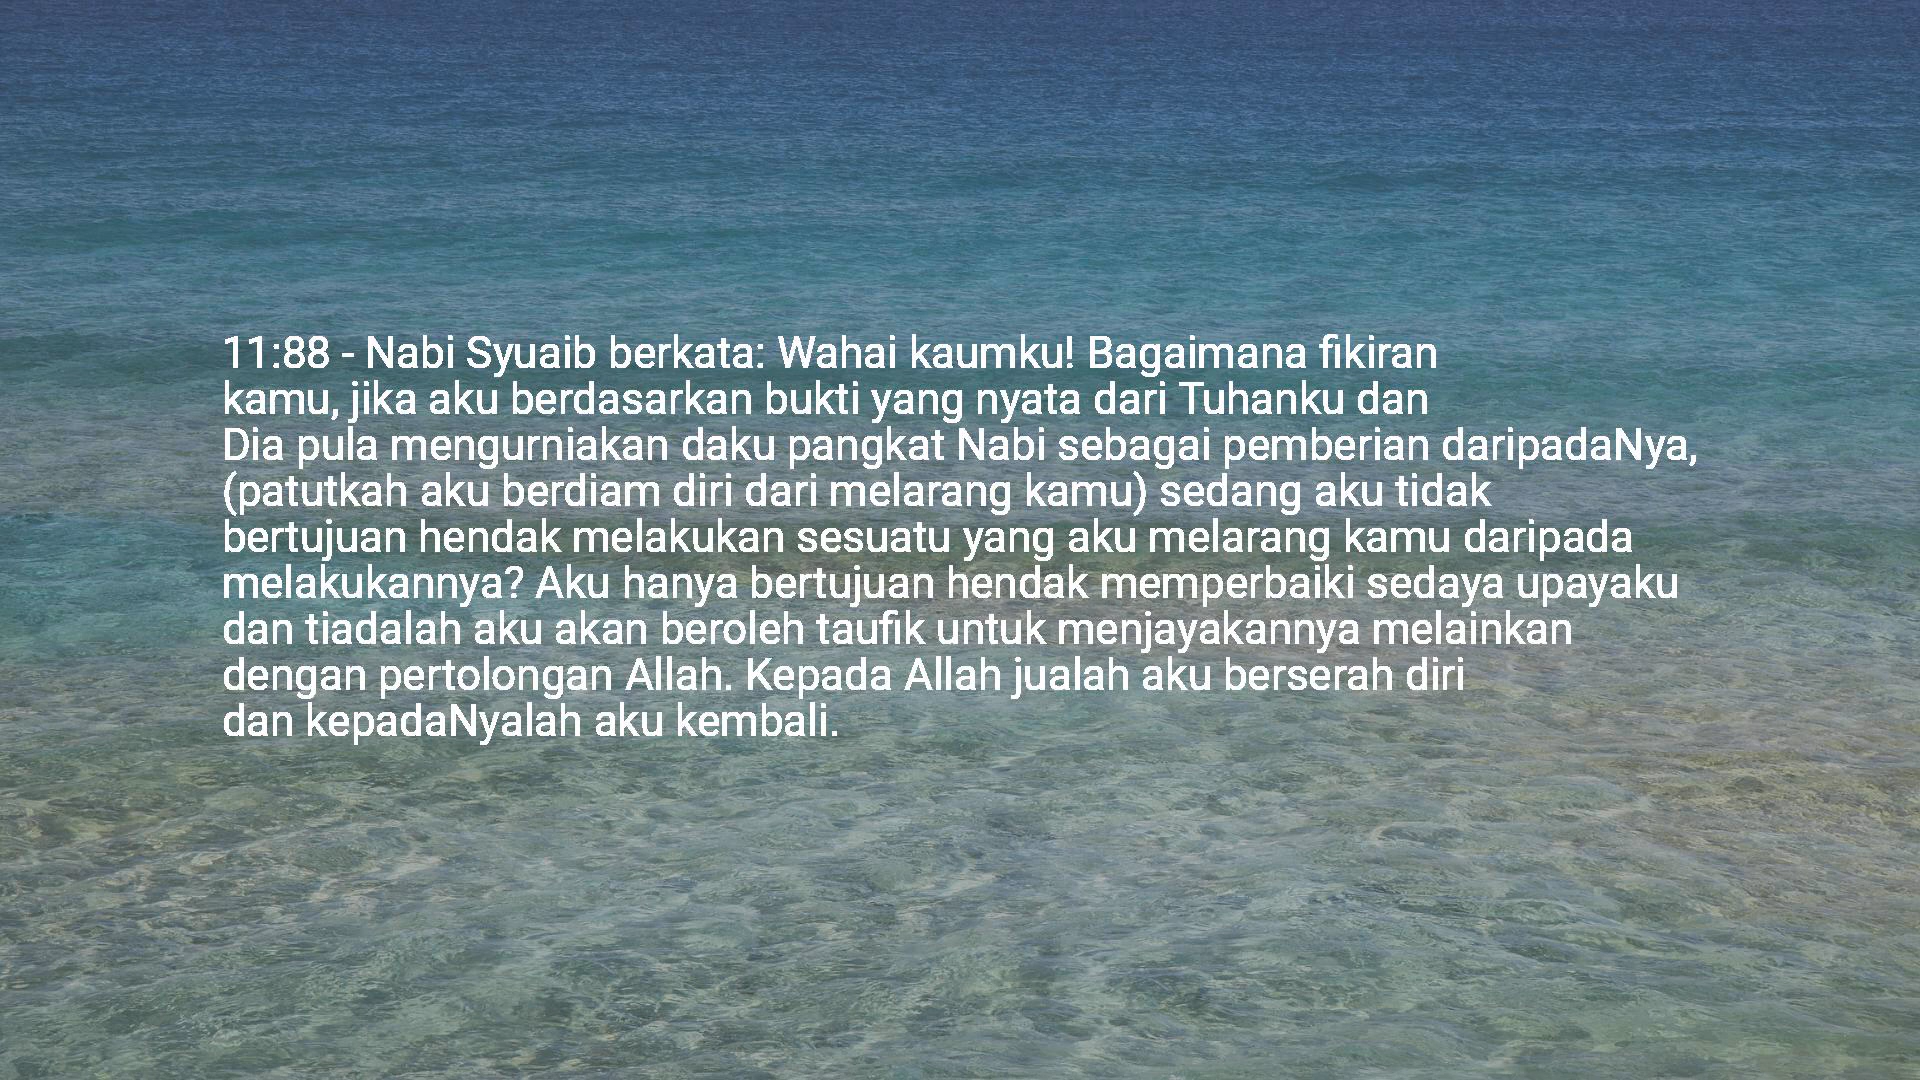 11:88 - Nabi Syuaib berkata: Wahai kaumku! Bagaimana fikiran
kamu, jika aku berdasarkan bukti yang nyata dari Tuhanku dan
Dia pula mengurniakan daku pangkat Nabi sebagai pemberian daripadaNya,
(patutkah aku berdiam diri dari melarang kamu) sedang aku tidak
bertujuan hendak melakukan sesuatu yang aku melarang kamu daripada
melakukannya? Aku hanya bertujuan hendak memperbaiki sedaya upayaku
dan tiadalah aku akan beroleh taufik untuk menjayakannya melainkan
dengan pertolongan Allah. Kepada Allah jualah aku berserah diri
dan kepadaNyalah aku kembali.